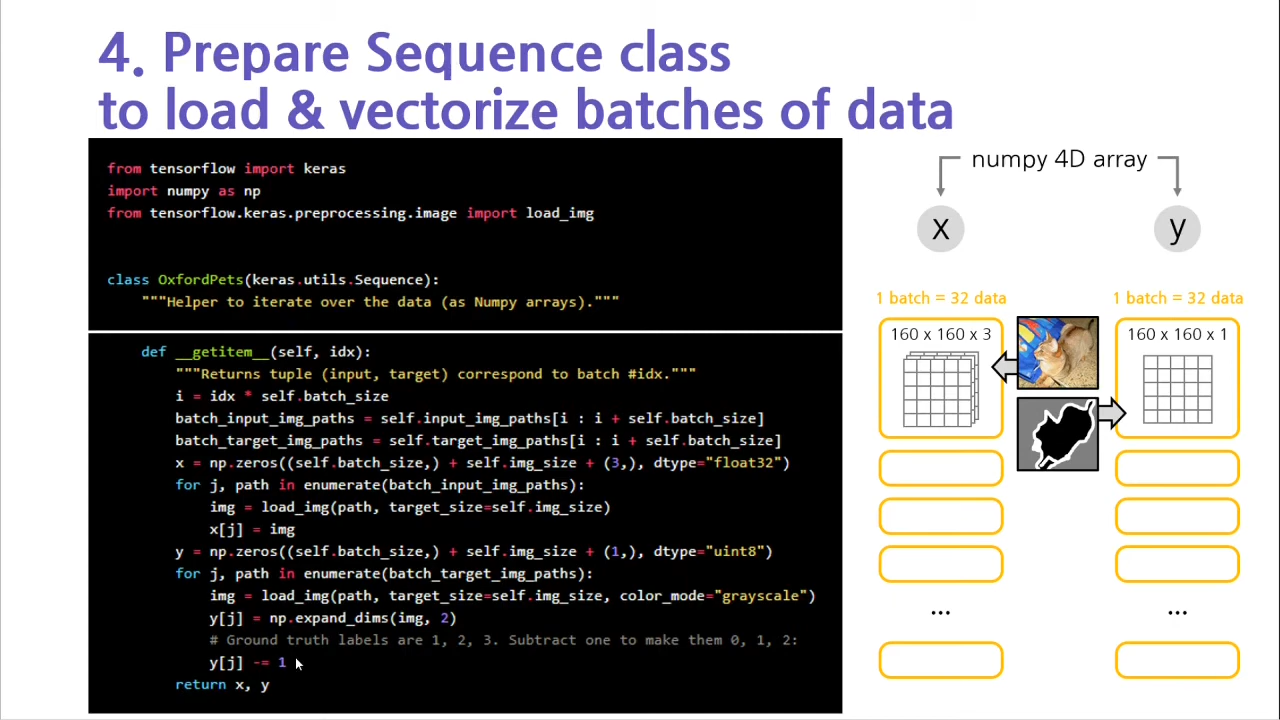 4. Prepare Sequence class
to load & vectorize batches of data
from tensorflow import keras
import numpy as np
from tensorflow.keras.preprocessing.image import load_img
class OxfordPets(keras.utils.Sequence):
"""Helper to iterate over the data (as Numpy arrays)."""
def __getitem__(self, idx):
"""Returns tuple (input, target) correspond to batch #idx."""
i = idx * self.batch_size
batch_input_img_paths = self.input_img_paths[i : i + self.batch_size]
batch_target_img_paths = self.target_img_paths[i : i + self.batch_size]
x = np.zeros((self.batch_size,) + self.img_size + (3,), dtype="float32")
for j, path in enumerate(batch_input_img_paths):
img = load_img(path, target_size=self.img_size)
x[j] = img
y = np.zeros((self.batch_size,) + self.img_size + (1,), dtype="uint8")
for j, path in enumerate(batch_target_img_paths):
img = load_img(path, target_size=self.img_size, color_mode="grayscale")
y[j] = np.expand_dims(img, 2)
# Ground truth labels are 1, 2, 3. Subtract one to make them 0, 1, 2:
y[j] -= 1
return x, y
numpy 4D array
x
y
1 batch = 32 data
1 batch = 32 data
160 x 160 x 3
160 x 160 x 1
...
...